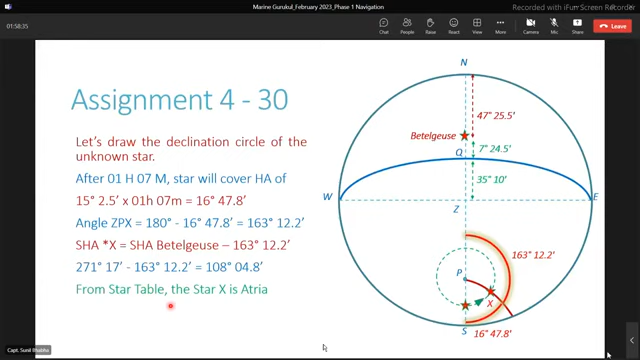 Marine Gurukul_February 2023_Phase 1 Navigation
Recorded with iFun Screen Recorder
01:58:35
Chat
People
Raise
React
View
More
Camera
Mic
Share
Leave
Assignment 4 - 30
Let's draw the declination circle of the
unknown star.
After 01 H 07 M, star will cover HA of
15° 2.5' x 01h 07m = 16° 47.8'
Angle ZPX = 180° - 16° 47.8' = 163° 12.2'
SHA *X = SHA Betelgeuse – 163° 12.2'
271° 17' - 163° 12.2' = 108° 04.8'
From Star Table, the Star X is Atria
N
47° 25.5'
Betelgeuse
Q
7° 24.5'
35° 10'
W
E
Z
163° 12.2'
P
X
S
16° 47.8'
Capt. Sunil Bhabha